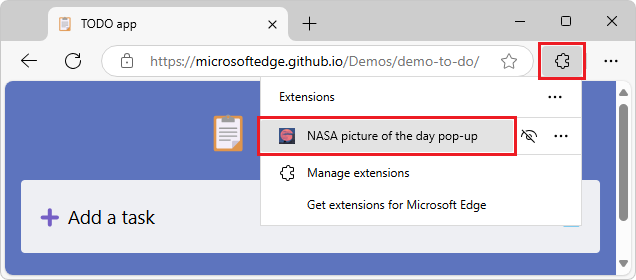 TODO app
https://microsoftedge.github.io/Demos/demo-to-do/
Extensions
NASA picture of the day pop-up
Manage extensions
Get extensions for Microsoft Edge
Add a task